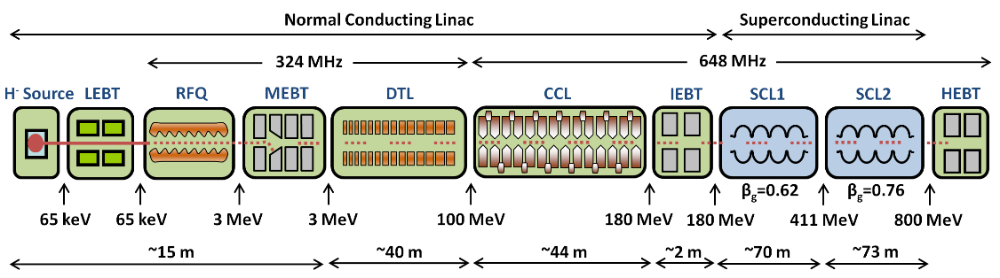 Normal Conducting Linac
Superconducting Linac
324 MHz
648 MHz
H- Source LEBT RFQ MEBT DTL CCL IEBT SCL1 SCL2 HEBT
βg=0.62 βg=0.76
65 keV 65 keV 3 MeV 3 MeV 100 MeV 180 MeV 180 MeV 411 MeV 800 MeV
~15 m ~40 m ~44 m ~2 m ~70 m ~73 m